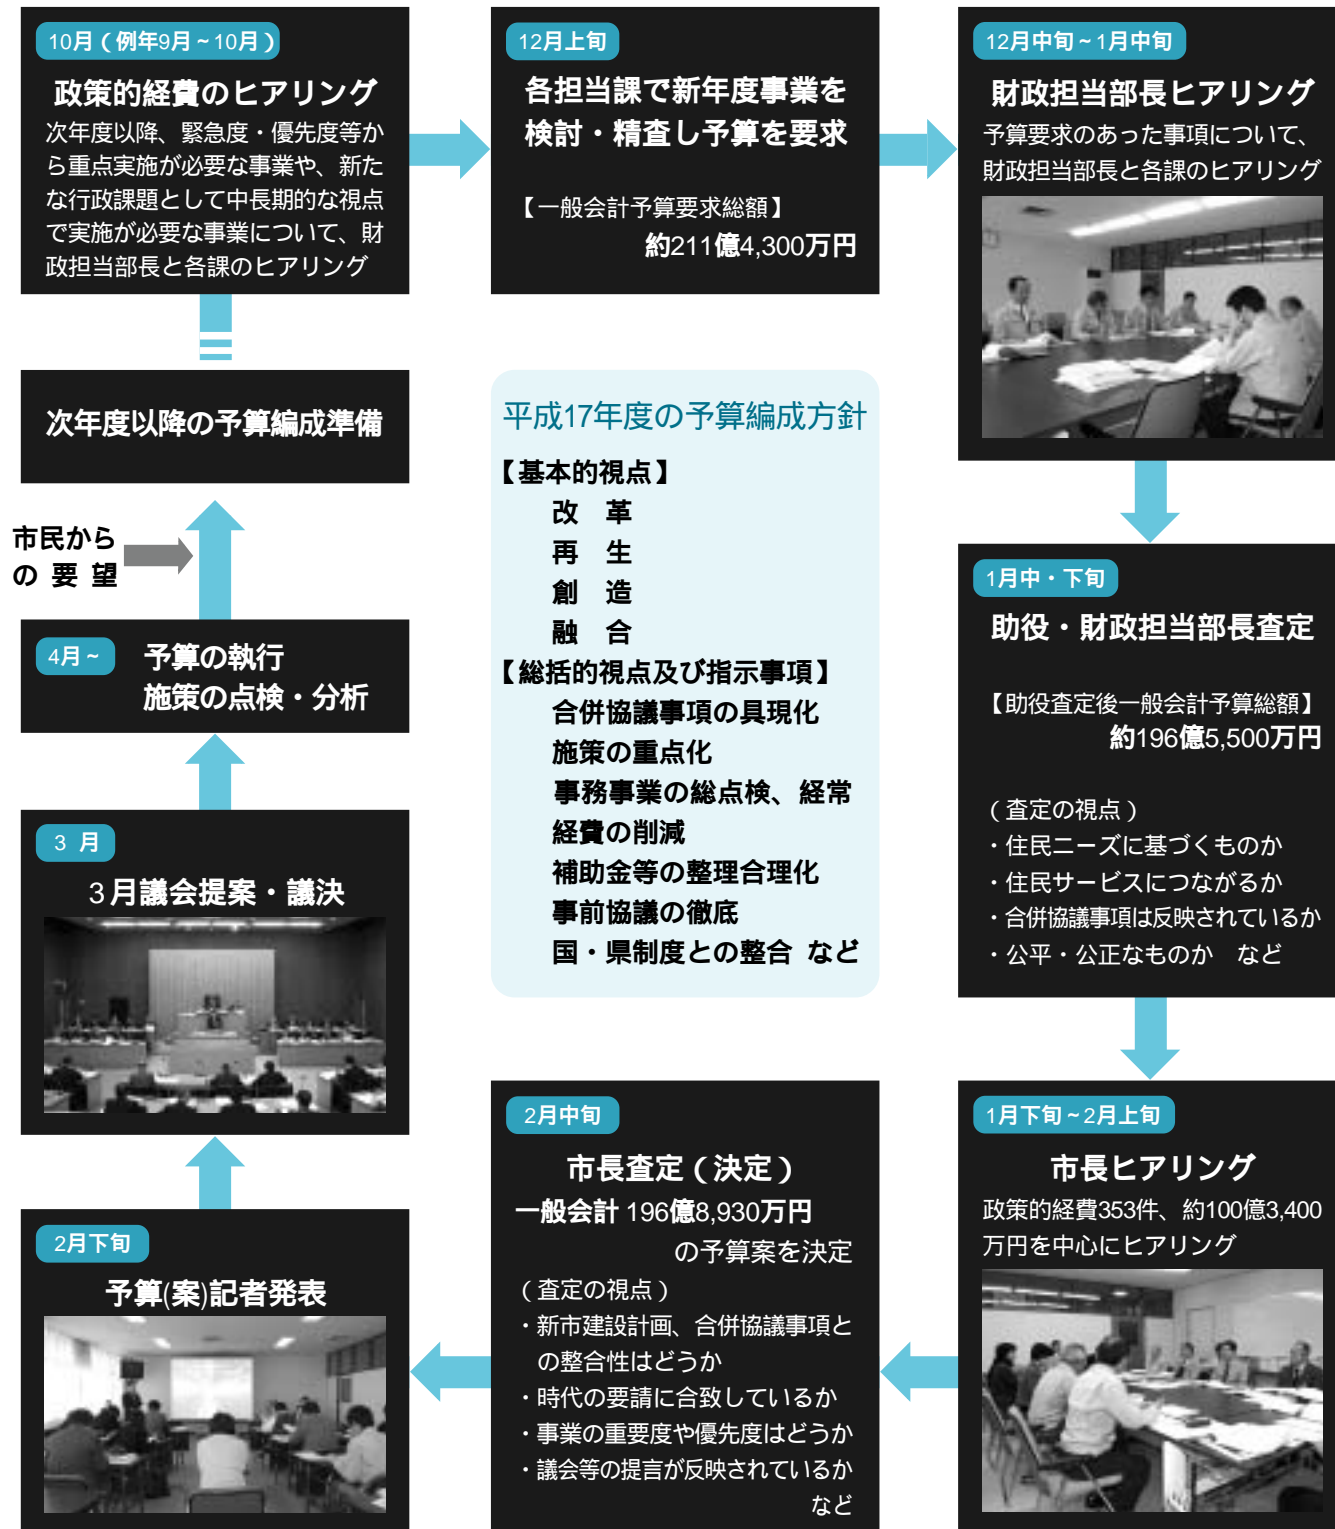 10月(例年9月~10月)
政策的経費のヒアリング
次年度以降、緊急度・優先度等か
ら重点実施が必要な事業や、新た
な行政課題として中長期的な視点
で実施が必要な事業について、財
政担当部長と各課のヒアリング
12月上旬
各担当課で新年度事業を
検討・精査し予算を要求
【一般会計予算要求総額】
約211億4,300万円
12月中旬~1月中旬
財政担当部長ヒアリング
予算要求のあった事項について、
財政担当部長と各課のヒアリング
1月中・下旬
助役・財政担当部長査定
【助役査定後一般会計予算総額】
約196億5,500万円
(査定の視点)
・住民ニーズに基づくものか
・住民サービスにつながるか
・合併協議事項は反映されているか
・公平・公正なものか など
1月下旬~2月上旬
市長ヒアリング
政策的経費353件、約100億3,400
万円を中心にヒアリング
2月中旬
市長査定(決定)
一般会計 196億8,930万円
の予算案を決定
(査定の視点)
・新市建設計画、合併協議事項と
の整合性はどうか
・時代の要請に合致しているか
・事業の重要度や優先度はどうか
・議会等の提言が反映されているか
など
2月下旬
予算(案)記者発表
3月
3月議会提案・議決
4月~
予算の執行
施策の点検・分析
市民から
の要望
次年度以降の予算編成準備
平成17年度の予算編成方針
【基本的視点】
改 革
再 生
創 造
融 合
【総括的視点及び指示事項】
合併協議事項の具現化
施策の重点化
事務事業の総点検、経常
経費の削減
補助金等の整理合理化
事前協議の徹底
国・県制度との整合 など